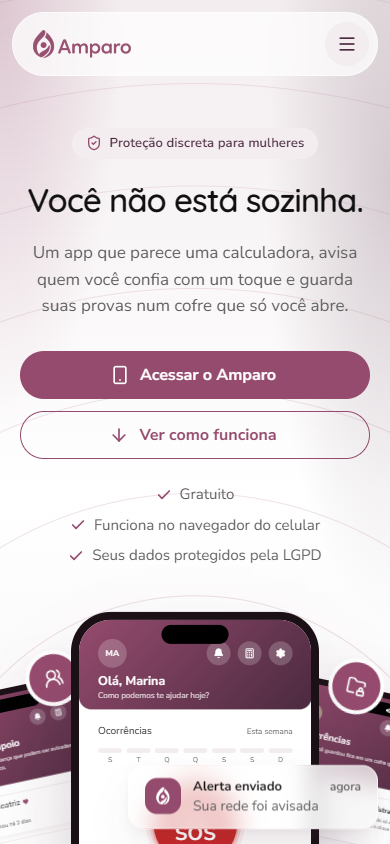 Amparo
Proteção discreta para mulheres
Você não está sozinha.
Um app que parece uma calculadora, avisa
quem você confia com um toque e guarda
suas provas num cofre que só você abre.
Acessar o Amparo
Ver como funciona
Gratuito
Funciona no navegador do celular
Seus dados protegidos pela LGPD
MA
Olá, Marina
Como podemos te ajudar hoje?
Ocorrências
Esta semana
S T Q Q S S D
Alerta enviado
agora
Sua rede foi avisada
SOS